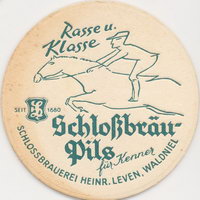 Rasse u.
Klasse
SEIT 1680
Schloßbräu
Pils
für Kenner
SCHLOSSBRAUEREI HEINR. LEVEN, WALDNIEL